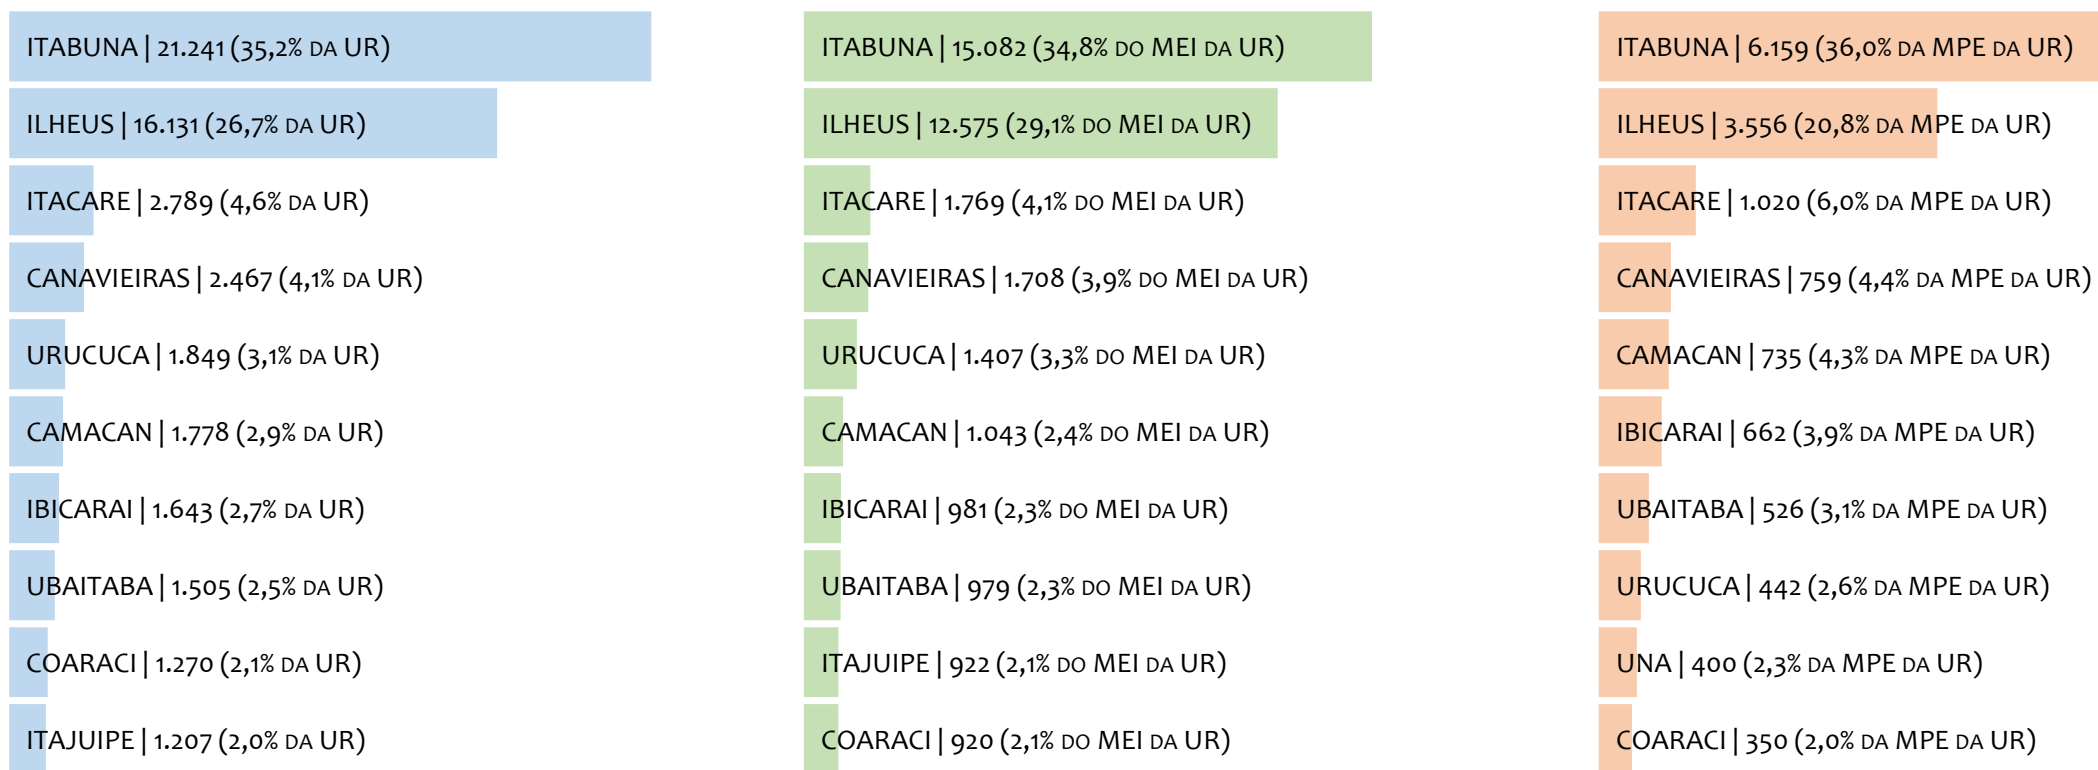 ITABUNA | 21.241 (35,2% DA UR)
ILHEUS | 16.131 (26,7% DA UR)
ITACARE | 2.789 (4,6% DA UR)
CANAVIEIRAS | 2.467 (4,1% DA UR)
URUCUCA | 1.849 (3,1% DA UR)
CAMACAN | 1.778 (2,9% DA UR)
IBICARAI | 1.643 (2,7% DA UR)
UBAITABA | 1.505 (2,5% DA UR)
COARACI | 1.270 (2,1% DA UR)
ITAJUIPE | 1.207 (2,0% DA UR)
ITABUNA | 15.082 (34,8% DO MEI DA UR)
ILHEUS | 12.575 (29,1% DO MEI DA UR)
ITACARE | 1.769 (4,1% DO MEI DA UR)
CANAVIEIRAS | 1.708 (3,9% DO MEI DA UR)
URUCUCA | 1.407 (3,3% DO MEI DA UR)
CAMACAN | 1.043 (2,4% DO MEI DA UR)
IBICARAI | 981 (2,3% DO MEI DA UR)
UBAITABA | 979 (2,3% DO MEI DA UR)
ITAJUIPE | 922 (2,1% DO MEI DA UR)
COARACI | 920 (2,1% DO MEI DA UR)
ITABUNA | 6.159 (36,0% DA MPE DA UR)
ILHEUS | 3.556 (20,8% DA MPE DA UR)
ITACARE | 1.020 (6,0% DA MPE DA UR)
CANAVIEIRAS | 759 (4,4% DA MPE DA UR)
CAMACAN | 735 (4,3% DA MPE DA UR)
IBICARAI | 662 (3,9% DA MPE DA UR)
UBAITABA | 526 (3,1% DA MPE DA UR)
URUCUCA | 442 (2,6% DA MPE DA UR)
UNA | 400 (2,3% DA MPE DA UR)
COARACI | 350 (2,0% DA MPE DA UR)